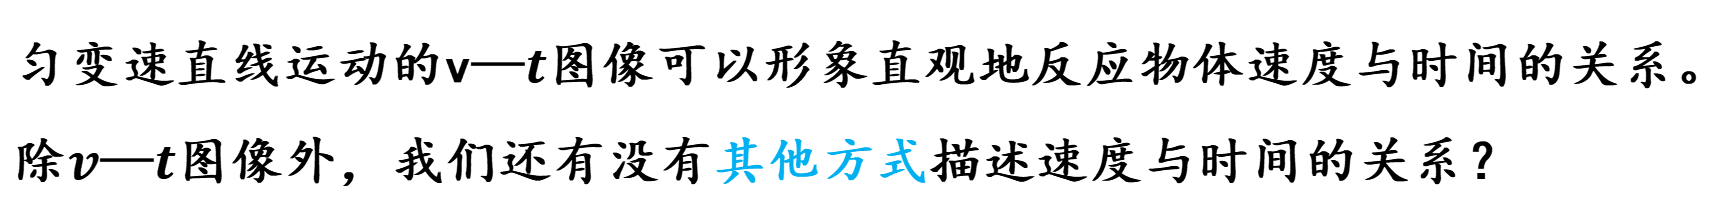 匀变速直线运动的v—t图像可以形象直观地反应物体速度与时间的关系。
除v—t图像外，我们还有没有其他方式描述速度与时间的关系？